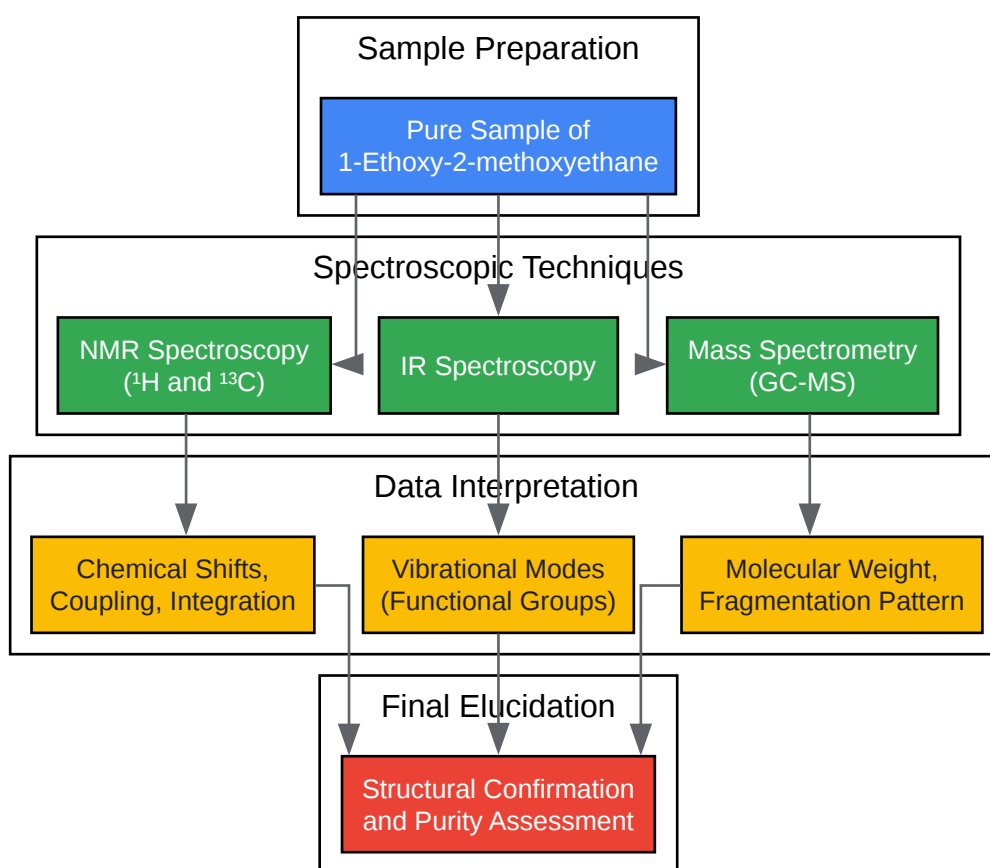 Sample Preparation
Pure Sample of
1-Ethoxy-2-methoxyethane
Spectroscopic Techniques
NMR Spectroscopy
(¹H and ¹³C)
IR Spectroscopy
Mass Spectrometry
(GC-MS)
Data Interpretation
Chemical Shifts,
Coupling, Integration
Vibrational Modes
(Functional Groups)
Molecular Weight,
Fragmentation Pattern
Final Elucidation
Structural Confirmation
and Purity Assessment